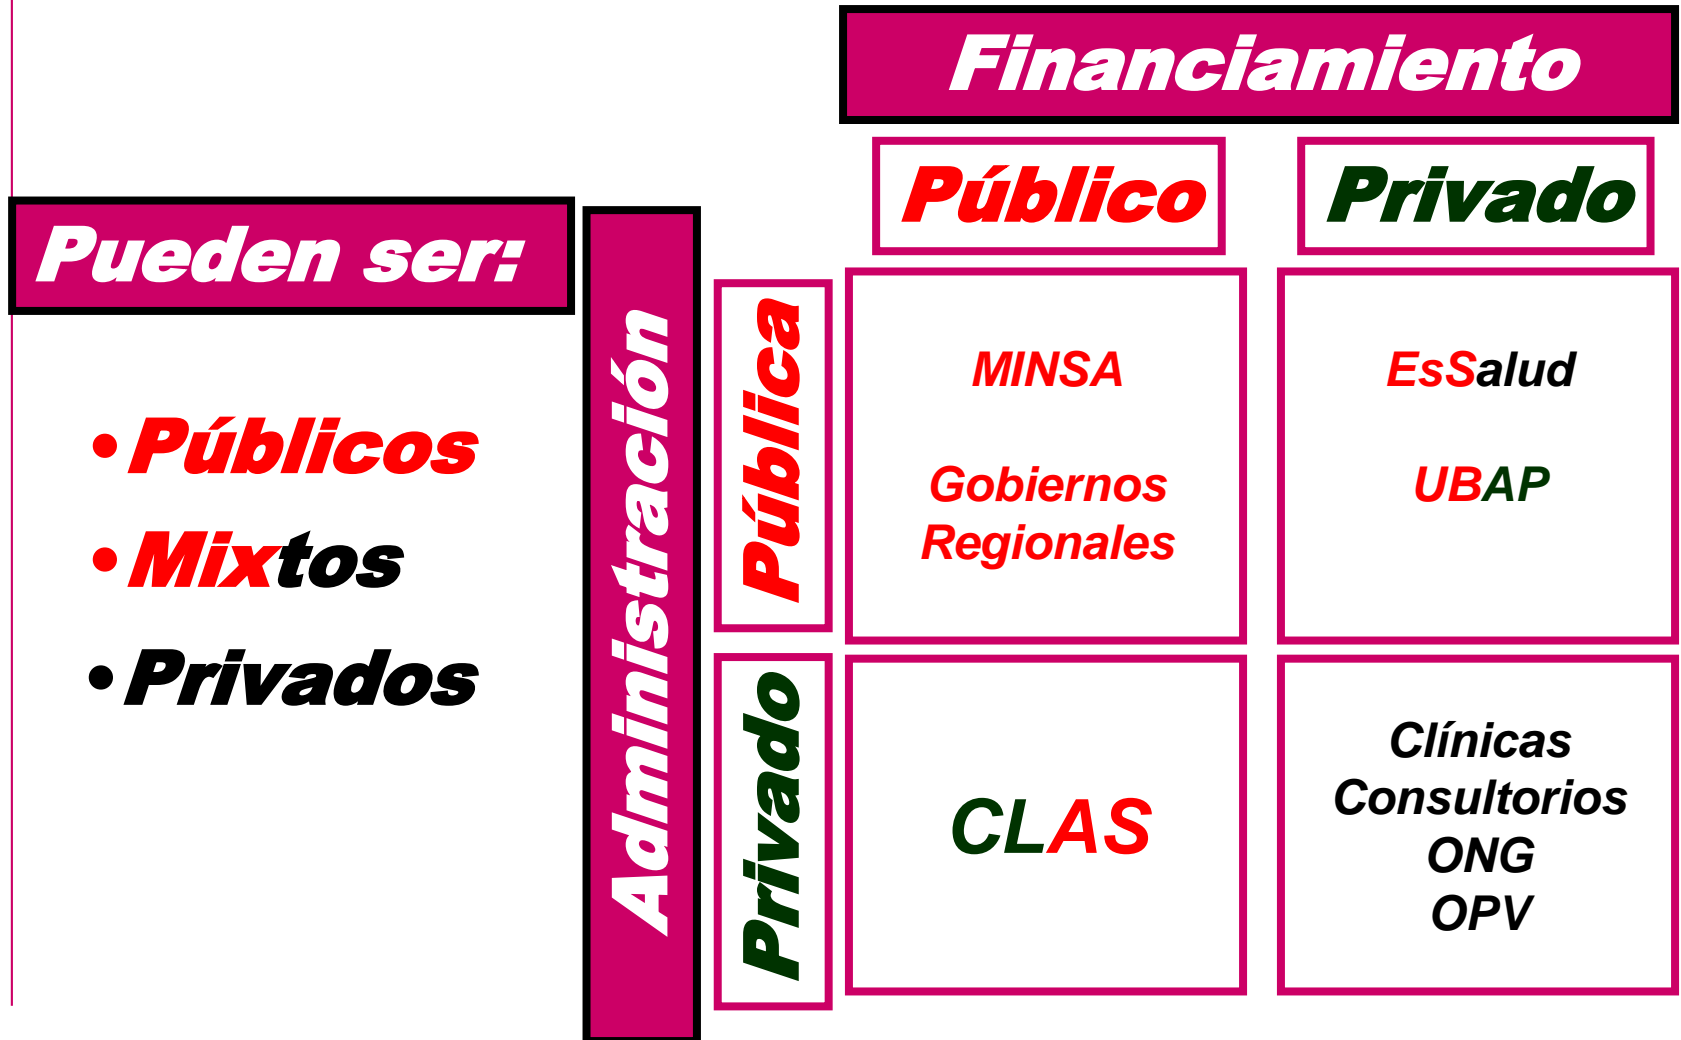 Financiamiento
Público
Privado
Pueden ser:
•Públicos
•Mixtos
•Privados
Administración
Pública
MINSA
Gobiernos
Regionales
EsSalud
UBAP
Privado
CLAS
Clínicas
Consultorios
ONG
OPV